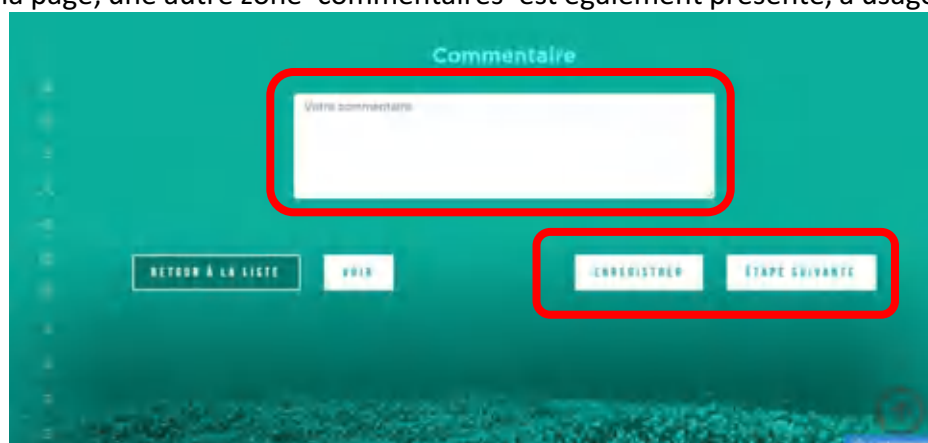 la page, une autre zone "commentaires" est également présente, à usage
Commentaire
Votre commentaire
RETOUR À LA LISTE
VOIR
ENREGISTRER
ÉTAPE SUIVANTE